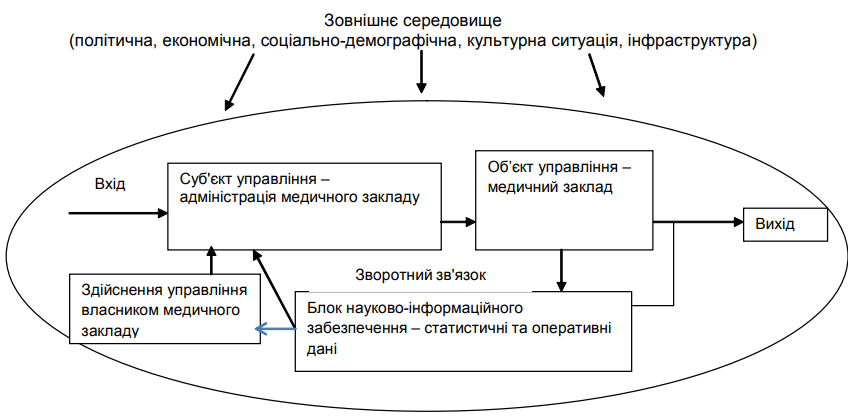 Зовнішнє середовище
(політична, економічна, соціально-демографічна, культурна ситуація, інфраструктура)
Вхід
Суб'єкт управління –
адміністрація медичного закладу
Об’єкт управління –
медичний заклад
Вихід
Зворотний зв'язок
Здійснення управління
власником медичного
закладу
Блок науково-інформаційного
забезпечення – статистичні та оперативні
дані